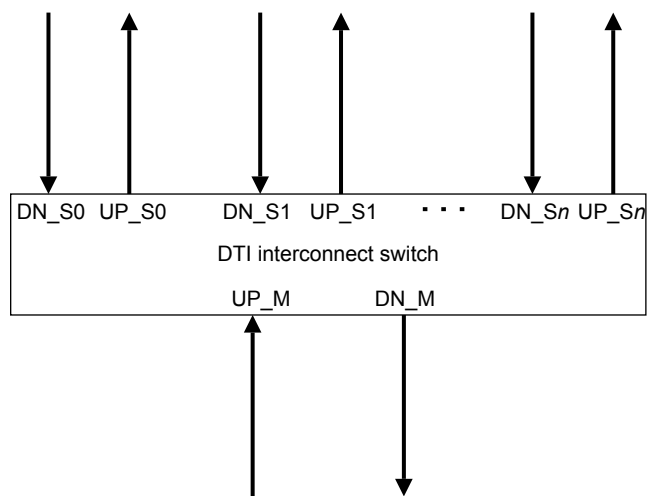 DN_S0 UP_S0 DN_S1 UP_S1 · · · DN_Sn UP_Sn
DTI interconnect switch
UP_M DN_M